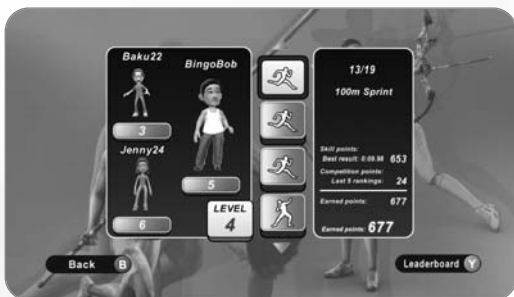 Baku22
BingoBob
3
Jenny24
5
6
LEVEL
4
13/19
100m Sprint
Skill points:
Best result: 0:09.98 653
Competition points:
Last 5 rankings: 24
Earned points: 677
Earned points: 677
Back B
Leaderboard Y